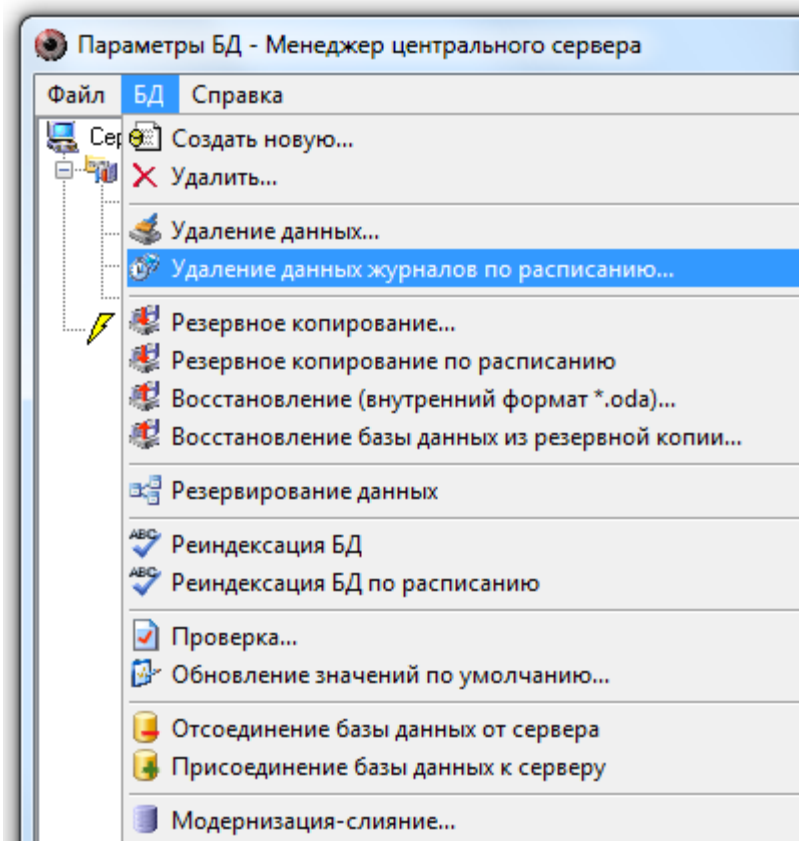 Параметры БД - Менеджер центрального сервера
Файл БД Справка
Создать новую...
Удалить...
Удаление данных...
Удаление данных журналов по расписанию...
Резервное копирование...
Резервное копирование по расписанию
Восстановление (внутренний формат *.oda)...
Восстановление базы данных из резервной копии...
Резервирование данных
Реиндексация БД
Реиндексация БД по расписанию
Проверка...
Обновление значений по умолчанию...
Отсоединение базы данных от сервера
Присоединение базы данных к серверу
Модернизация-слияние...